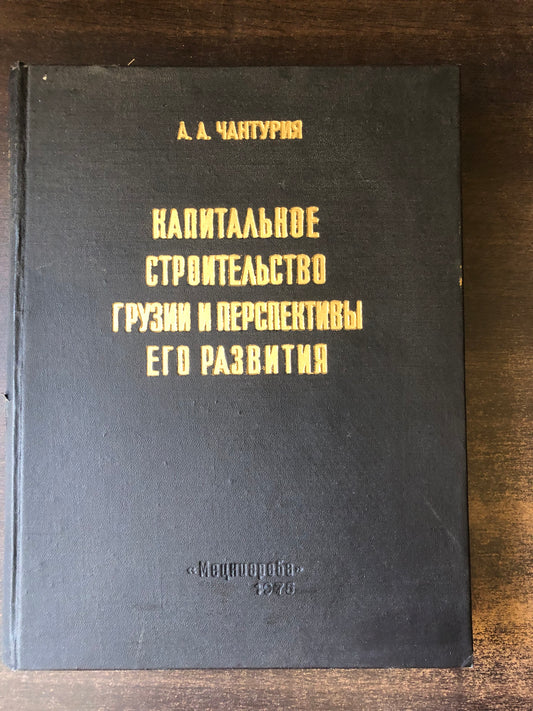 А. А. ЧАНТУРИЯ
КАПИТАЛЬНОЕ
СТРОИТЕЛЬСТВО
ГРУЗИИ И ПЕРСПЕКТИВЫ
ЕГО РАЗВИТИЯ
«Мецниереба»
1975